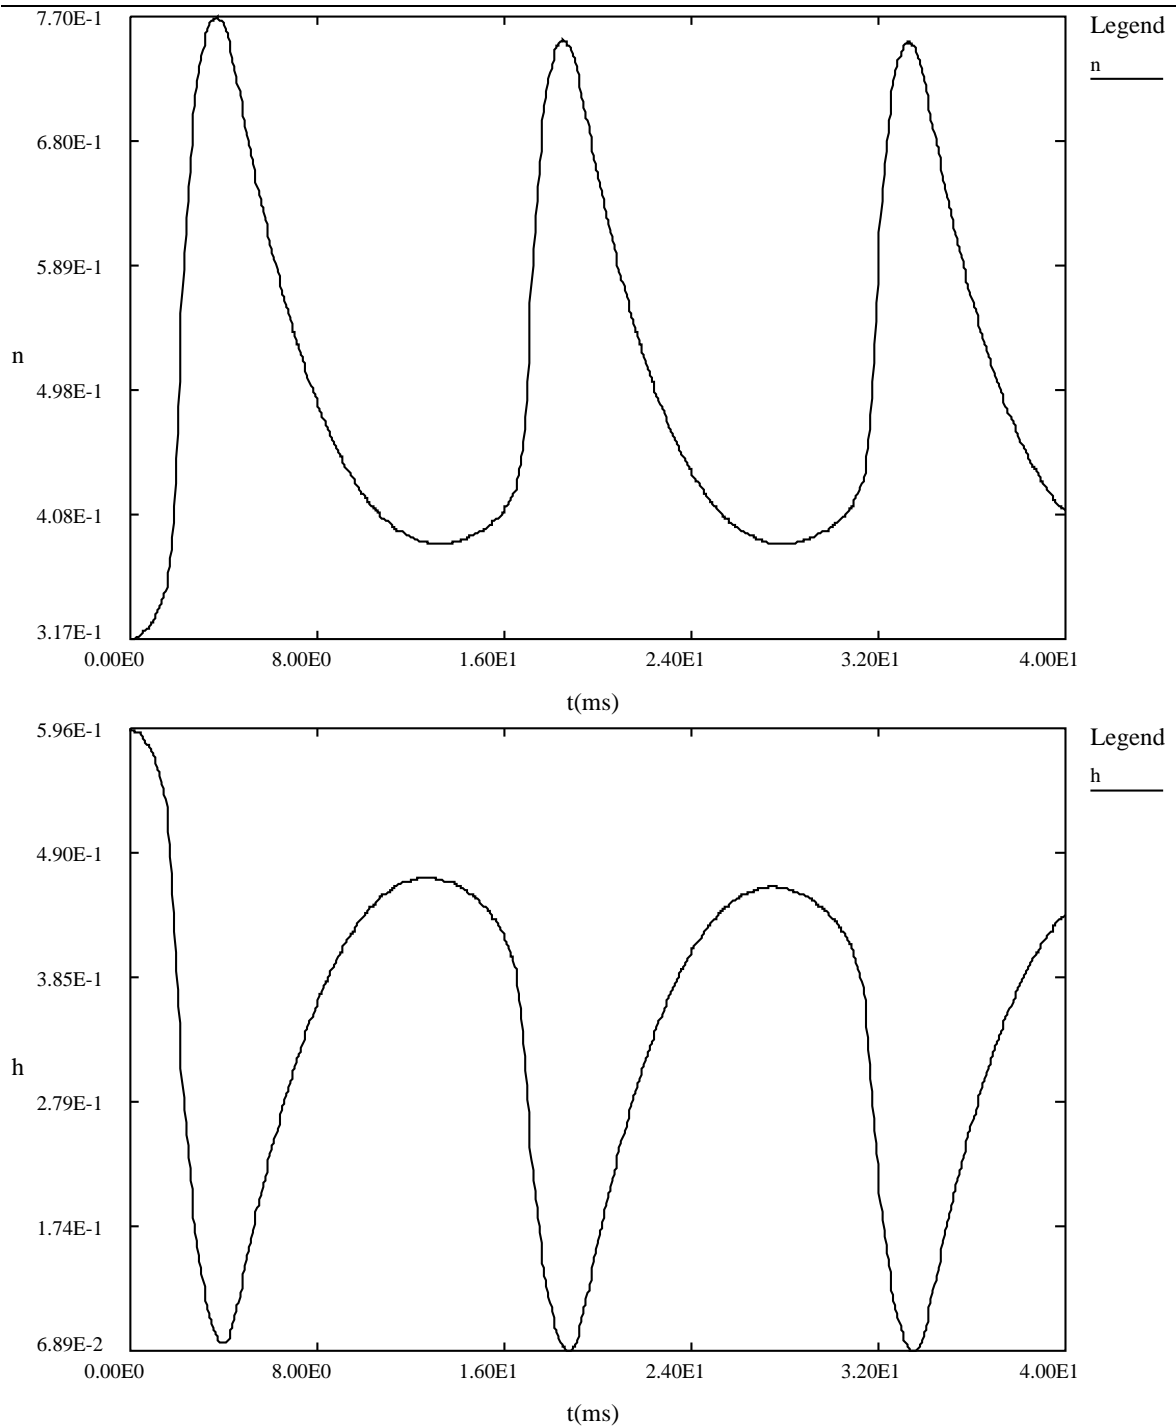 7.70E-1
Legend
n
6.80E-1
5.89E-1
n
4.98E-1
4.08E-1
3.17E-1
0.00E0 8.00E0 1.60E1 2.40E1 3.20E1 4.00E1
t(ms)
5.96E-1
Legend
h
4.90E-1
3.85E-1
h
2.79E-1
1.74E-1
6.89E-2
0.00E0 8.00E0 1.60E1 2.40E1 3.20E1 4.00E1
t(ms)